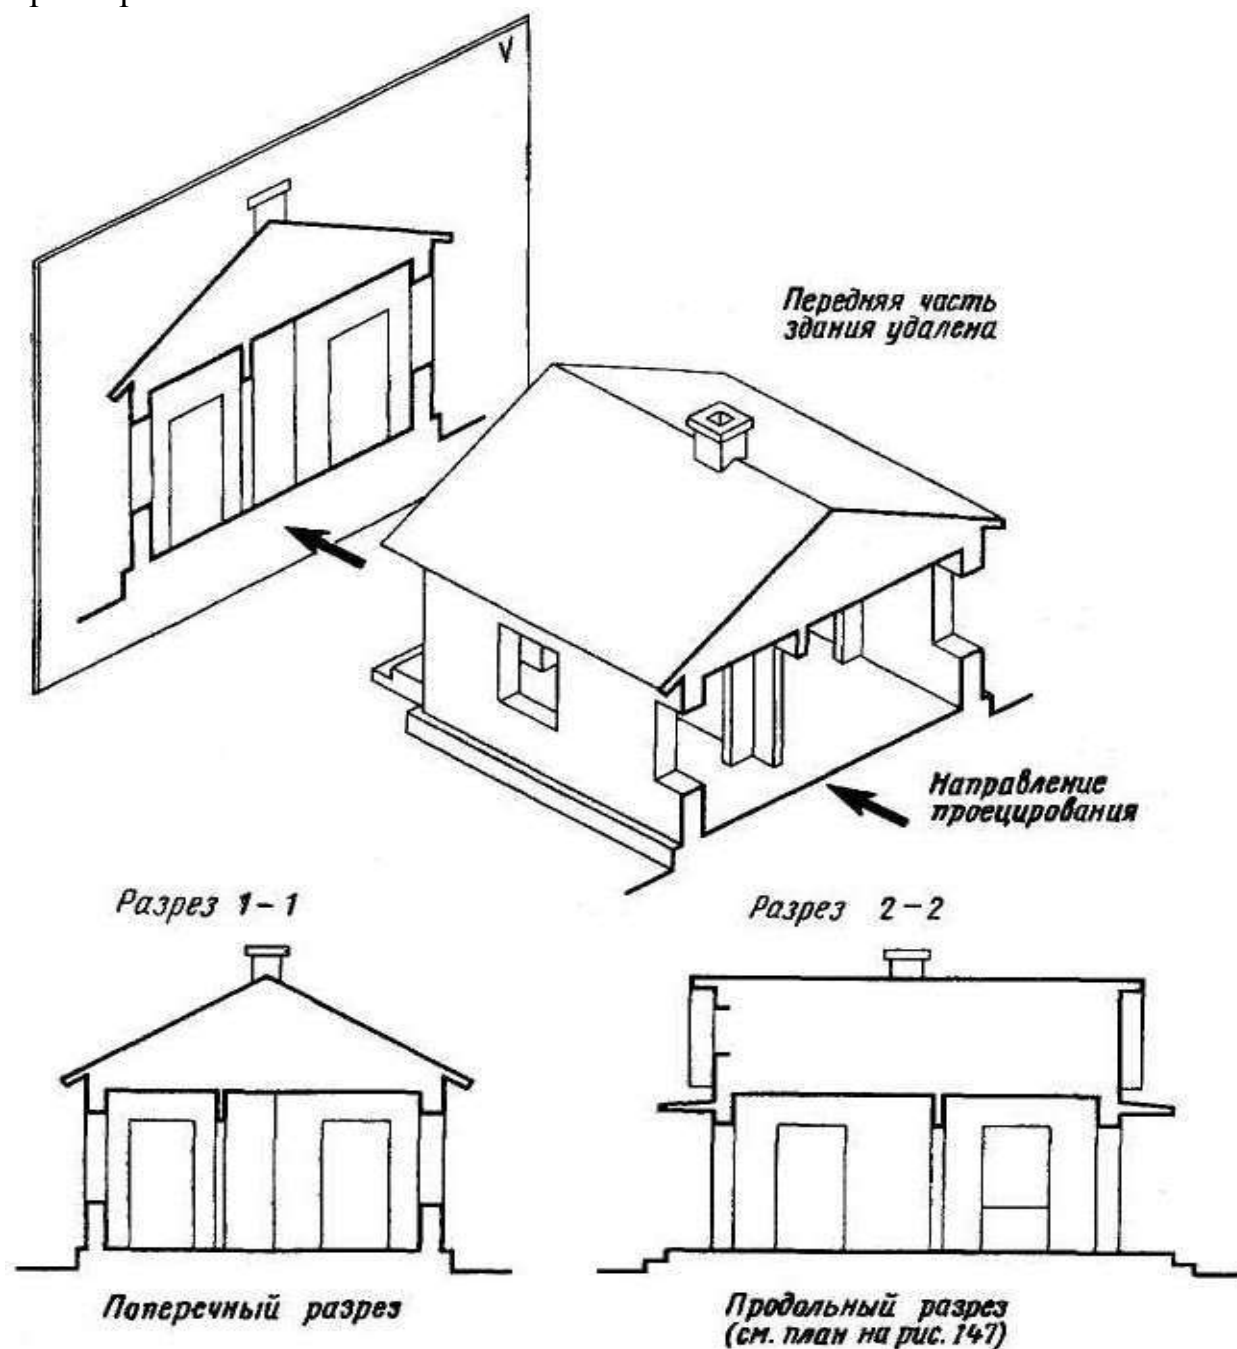 V
Передняя часть
здания удалена
Направление
проецирования
Разрез 1-1
Разрез 2-2
Поперечный разрез
Продольный разрез
(см. план на рис. 147)